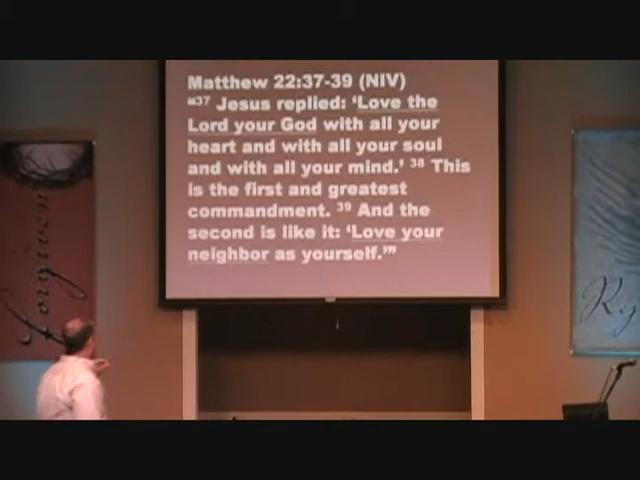 Matthew 22:37-39 (NIV)
“37 Jesus replied: ‘Love the
Lord your God with all your
heart and with all your soul
and with all your mind.’ 38 This
is the first and greatest
commandment. 39 And the
second is like it: ‘Love your
neighbor as yourself.’”
forgiven